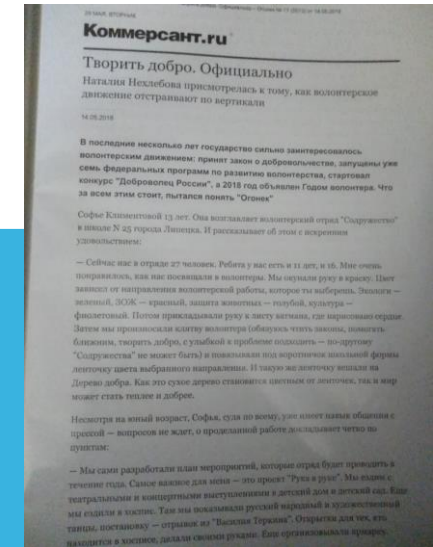 29 МАЯ, ВТОРНИК
Коммерсант.ru
Творить добро. Официально
Наталия Нехлебова присмотрелась к тому, как волонтерское
движение отстраивают по вертикали
14.05.2018
В последние несколько лет государство сильно заинтересовалось
волонтерским движением: принят закон о добровольчестве, запущены уже
семь федеральных программ по развитию волонтерства, стартовал
конкурс "Доброволец России", а 2018 год объявлен Годом волонтера. Что
за всем этим стоит, пытался понять "Огонек"
Софье Климентовой 13 лет. Она возглавляет волонтерский отряд "Содружество"
в школе N 25 города Липецка. И рассказывает об этом с искренним
удовольствием:
— Сейчас нас в отряде 27 человек. Ребята у нас есть и 11 лет, и 16. Мне очень
понравилось, как нас посвящали в волонтеры. Мы окунали руку в краску. Цвет
зависел от направления волонтерской работы, которое ты выберешь. Экологи —
зеленый, ЗОЖ — красный, защита животных — голубой, культура —
фиолетовый. Потом прикладывали руку к листу ватмана, где нарисовано сердце.
Затем мы произносили клятву волонтера (обязуюсь чтить законы, помогать
ближним, творить добро, с улыбкой к проблеме подходить — по-другому
"Содружества" не может быть) и повязывали под воротничок школьной формы
ленточку цвета выбранного направления. И такую же ленточку вешали на
Дерево добра. Как это сухое дерево становится цветным от ленточек, так и мир
может стать теплее и добрее.
Несмотря на юный возраст, Софья, судя по всему, уже имеет навык общения с
прессой — вопросов не ждет, о проделанной работе докладывает четко по
пунктам:
— Мы сами разработали план мероприятий, которые отряд будет проводить в
течение года. Самое важное для меня — это проект "Рука в руке". Мы ездим с
театральными и концертными выступлениями в детский дом и детский сад. Еще
мы ездили в хоспис. Там мы показывали русский народный и художественный
танцы, постановку — отрывок из "Василия Теркина". Открытки для тех, кто
находится в хосписе, делали своими руками. Еще организовывали ярмарку